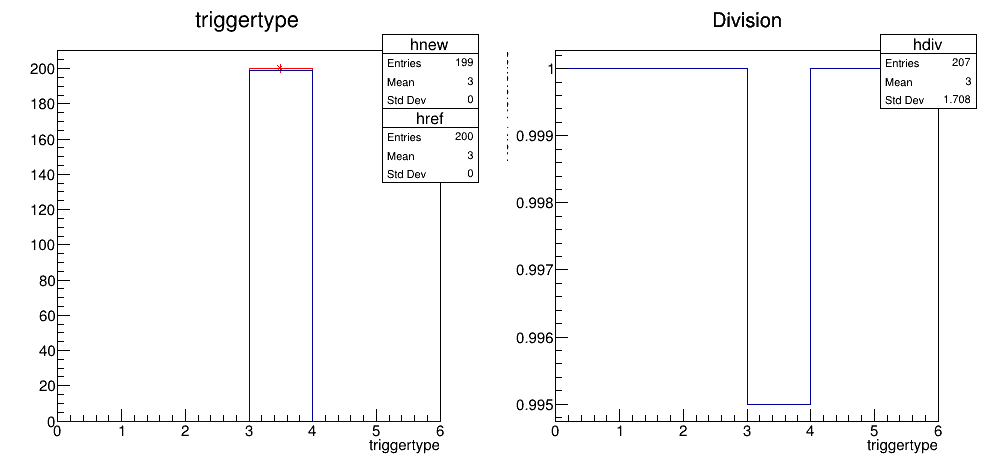 triggertype
hnew
Entries 199
Mean 3
Std Dev 0
href
Entries 200
Mean 3
Std Dev 0
200
180
160
140
120
100
80
60
40
20
0
0 1 2 3 4 5 6
triggertype
Division
hdiv
Entries 207
Mean 3
Std Dev 1.708
1
0.999
0.998
0.997
0.996
0.995
0 1 2 3 4 5 6
triggertype